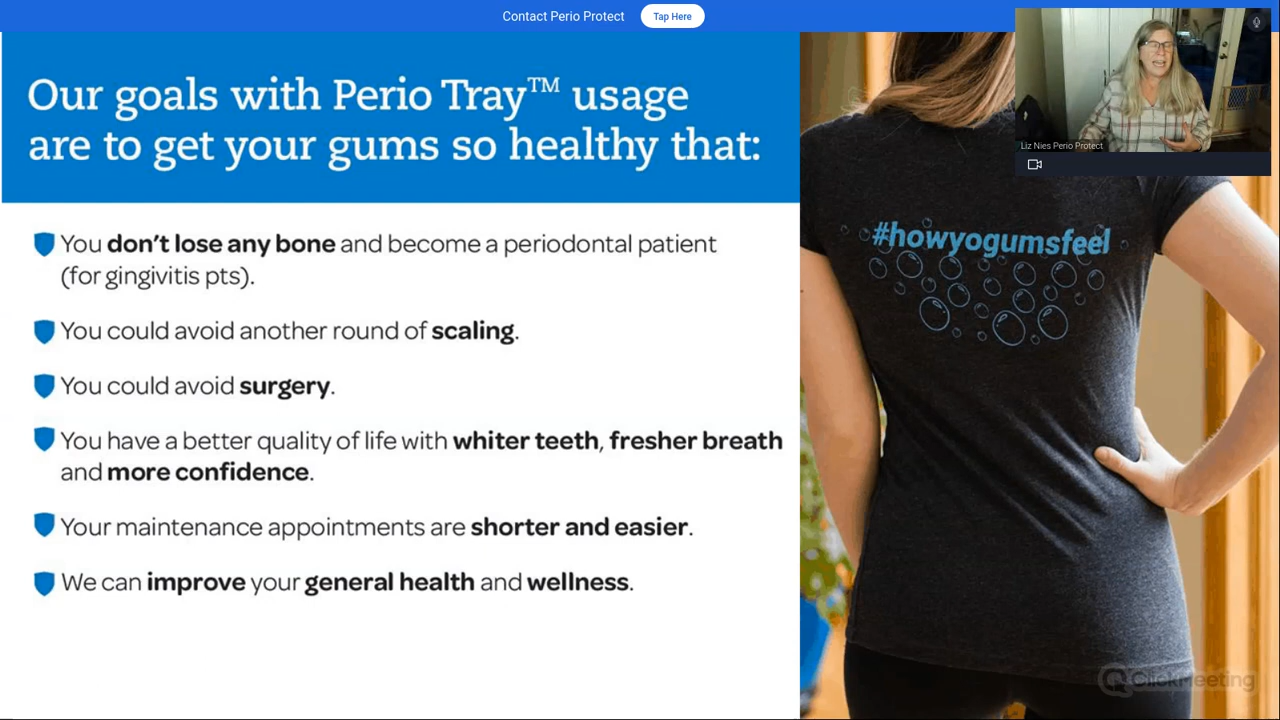 Contact Perio Protect Tap Here
Our goals with Perio Tray™ usage
are to get your gums so healthy that:
You don't lose any bone and become a periodontal patient
(for gingivitis pts).
You could avoid another round of scaling.
You could avoid surgery.
You have a better quality of life with whiter teeth, fresher breath
and more confidence.
Your maintenance appointments are shorter and easier.
We can improve your general health and wellness.
Liz Nies Perio Protect
#howyogumsfeel
ClickMeeting